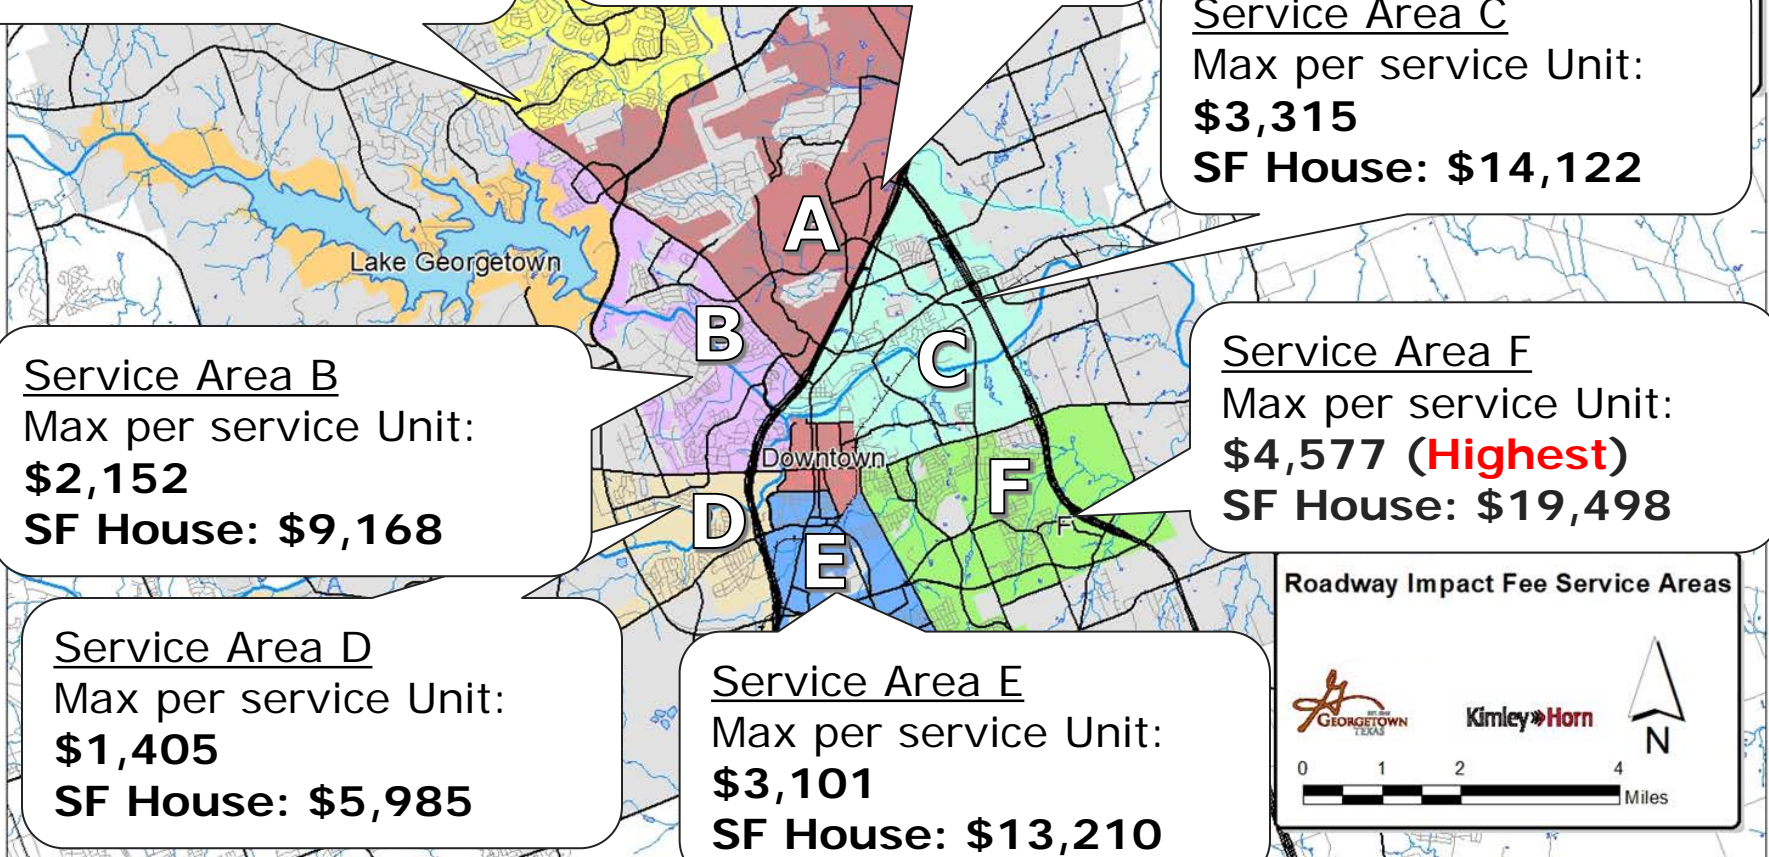 Service Area C
Max per service Unit:
$3,315
SF House: $14,122
A
Lake Georgetown
B
C
Service Area B
Max per service Unit:
$2,152
SF House: $9,168
Service Area F
Max per service Unit:
$4,577 (Highest)
SF House: $19,498
Downtown
D
E
F
F
Roadway Impact Fee Service Areas
GEORGETOWN
TEXAS
Kimley»Horn
N
0 1 2 4
Miles
Service Area D
Max per service Unit:
$1,405
SF House: $5,985
Service Area E
Max per service Unit:
$3,101
SF House: $13,210